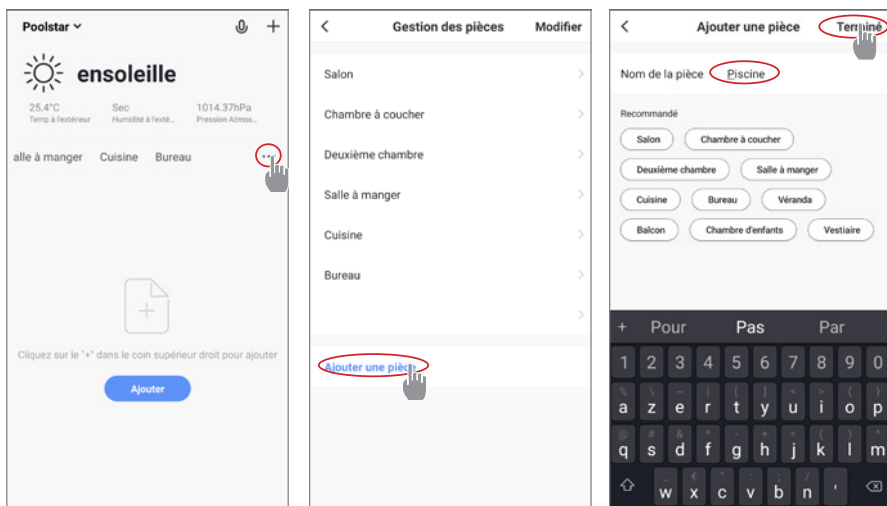 Poolstar
ensoleille
25.4°C Sec 1014.37hPa
Temp à l'extérieur Humidité à l'exté... Pression Atmos...
alle à manger Cuisine Bureau ...
Cliquez sur le "+" dans le coin supérieur droit pour ajouter
Ajouter
Gestion des pièces Modifier
Salon
Chambre à coucher
Deuxième chambre
Salle à manger
Cuisine
Bureau
Ajouter une pièce
Ajouter une pièce Terminé
Nom de la pièce Piscine
Recommandé
Salon Chambre à coucher
Deuxième chambre Salle à manger
Cuisine Bureau Véranda
Balcon Chambre d'enfants Vestiaire
+ Pour Pas Par
1 2 3 4 5 6 7 8 9 0
a z e r t y u i o p
q s d f g h j k l m
w x c v b n '